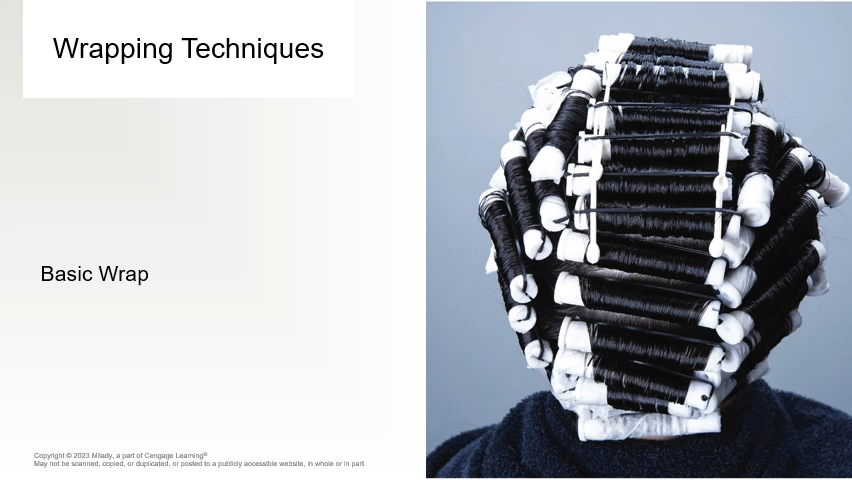 Wrapping Techniques
Basic Wrap
Copyright © 2023 Milady, a part of Cengage Learning®
May not be scanned, copied, or duplicated, or posted to a publicly accessible website, in whole or in part